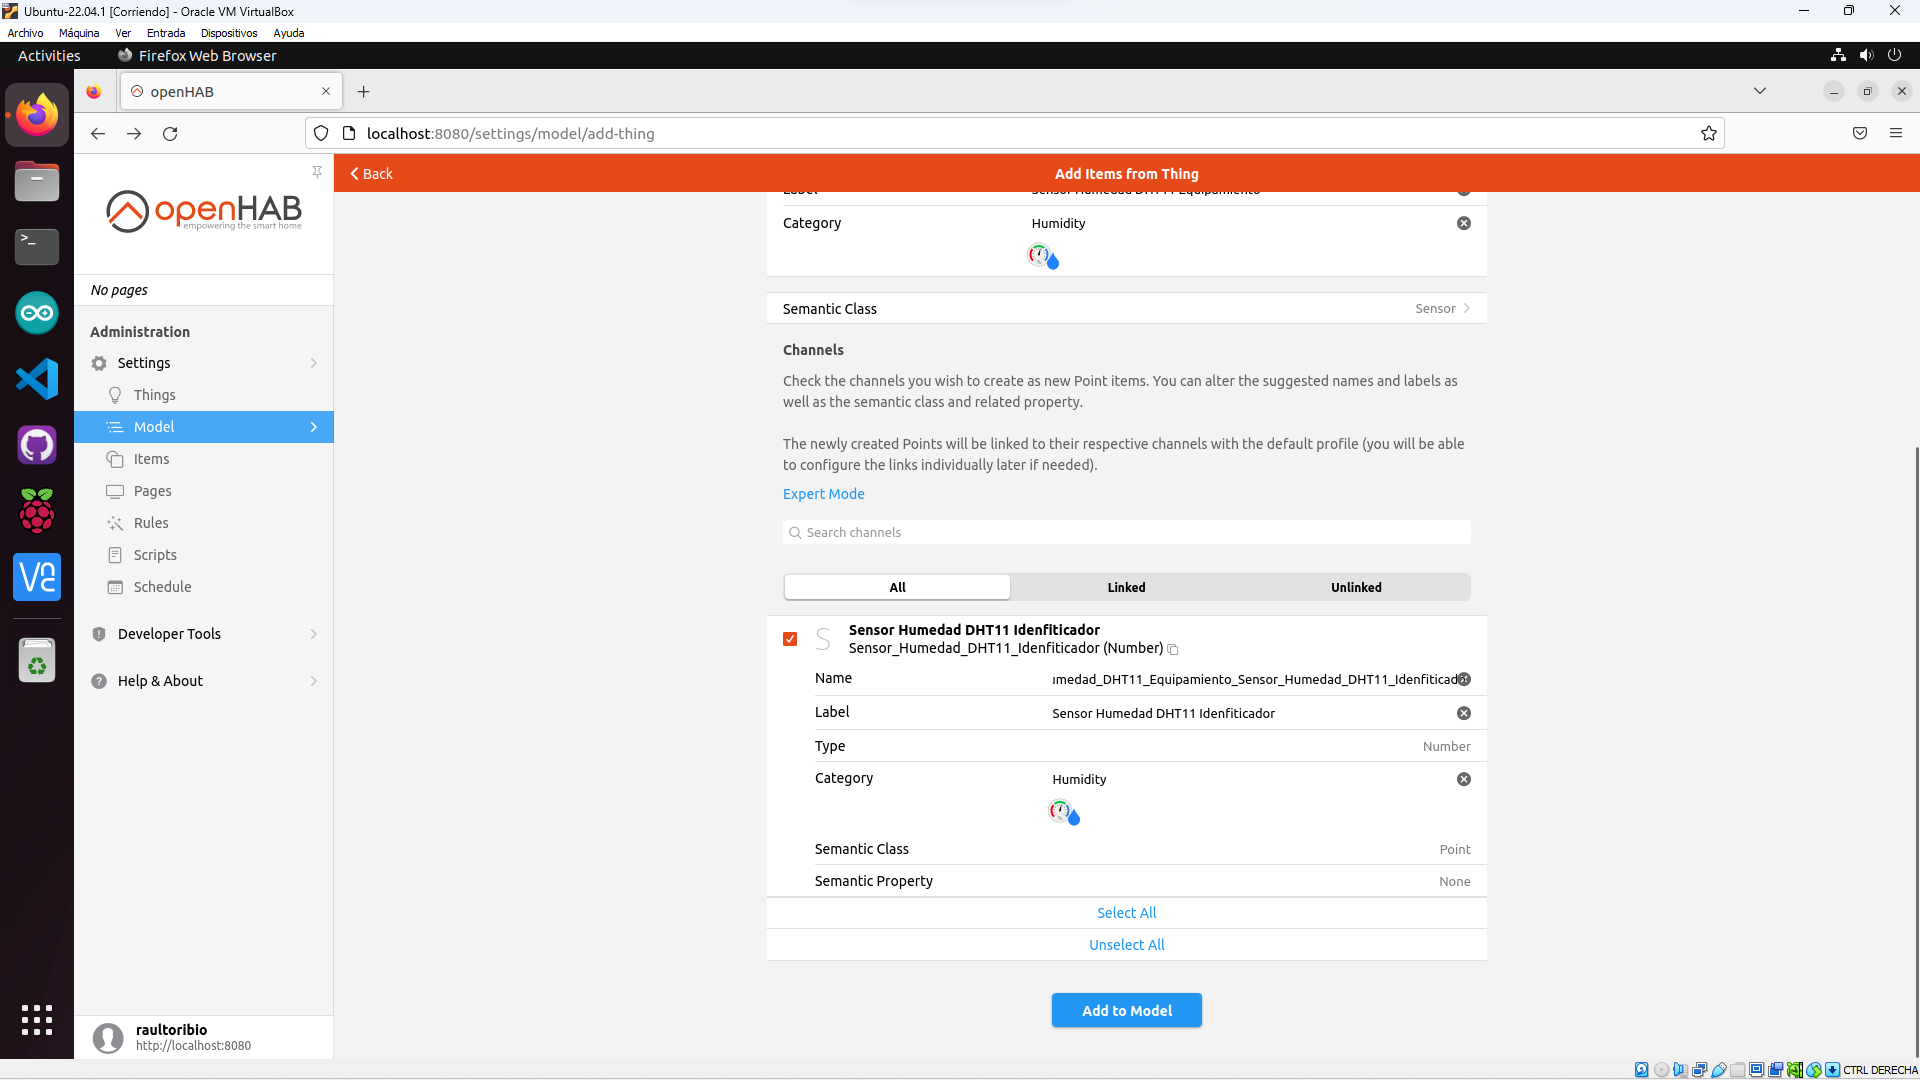 Ubuntu-22.04.1 [Corriendo] - Oracle VM VirtualBox
Archivo Máquina Ver Entrada Dispositivos Ayuda
Activities Firefox Web Browser
openHAB
localhost:8080/settings/model/add-thing
openHAB
empowering the smart home
No pages
Administration
Settings
Things
Model
Items
Pages
Rules
Scripts
Schedule
Developer Tools
Help & About
raultoribio
http://localhost:8080
Back
Add Items from Thing
Label Sensor Humedad DHT11 Equipamiento
Category Humidity
Semantic Class Sensor
Channels
Check the channels you wish to create as new Point items. You can alter the suggested names and labels as
well as the semantic class and related property.
The newly created Points will be linked to their respective channels with the default profile (you will be able
to configure the links individually later if needed).
Expert Mode
Search channels
All Linked Unlinked
S
Sensor Humedad DHT11 Idenfiticador
Sensor_Humedad_DHT11_Idenfiticador (Number)
Name umedad_DHT11_Equipamiento_Sensor_Humedad_DHT11_Idenfiticador
Label Sensor Humedad DHT11 Idenfiticador
Type Number
Category Humidity
Semantic Class Point
Semantic Property None
Select All
Unselect All
Add to Model
CTRL DERECHA